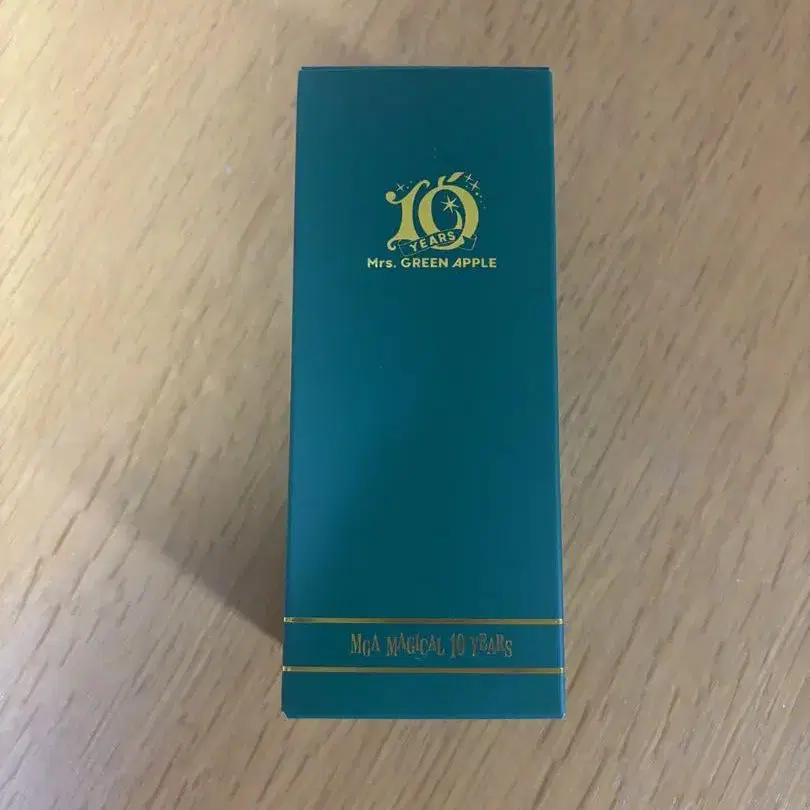 10
YEARS
Mrs. GREEN APPLE
MGA MAGICAL 10 YEARS